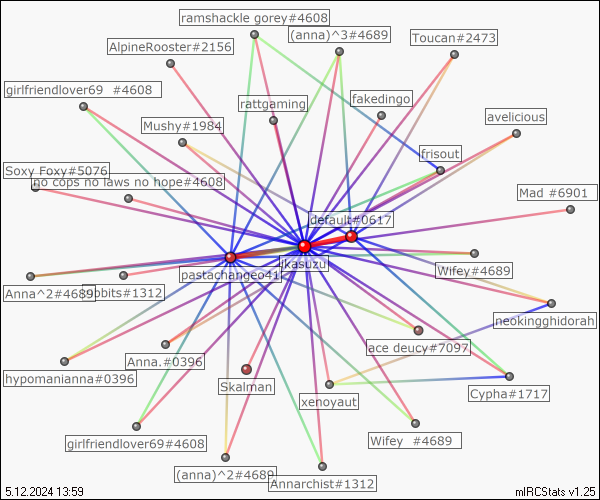 ramshackle gorey#4608
(anna)^3#4689
Toucan#2473
AlpineRooster#2156
girlfriendlover69 #4608
rattgaming
fakedingo
avelicious
Mushy#1984
frisout
Soxy Foxy#5076
no cops no laws no hope#4608
Mad #6901
default#0617
Kasuzu
pastachangeo41
Wifey#4689
Anna^2#4689
bbits#1312
neokingghidorah
Anna.#0396
lace deucy#7097
hypomanianna#0396
Skalman
xenoyaut
Cypha#1717
girlfriendlover69#4608
Wifey #4689
(anna)^2#4689
Annarchist#1312
5.12.2024 13:59
mIRCStats v1.25